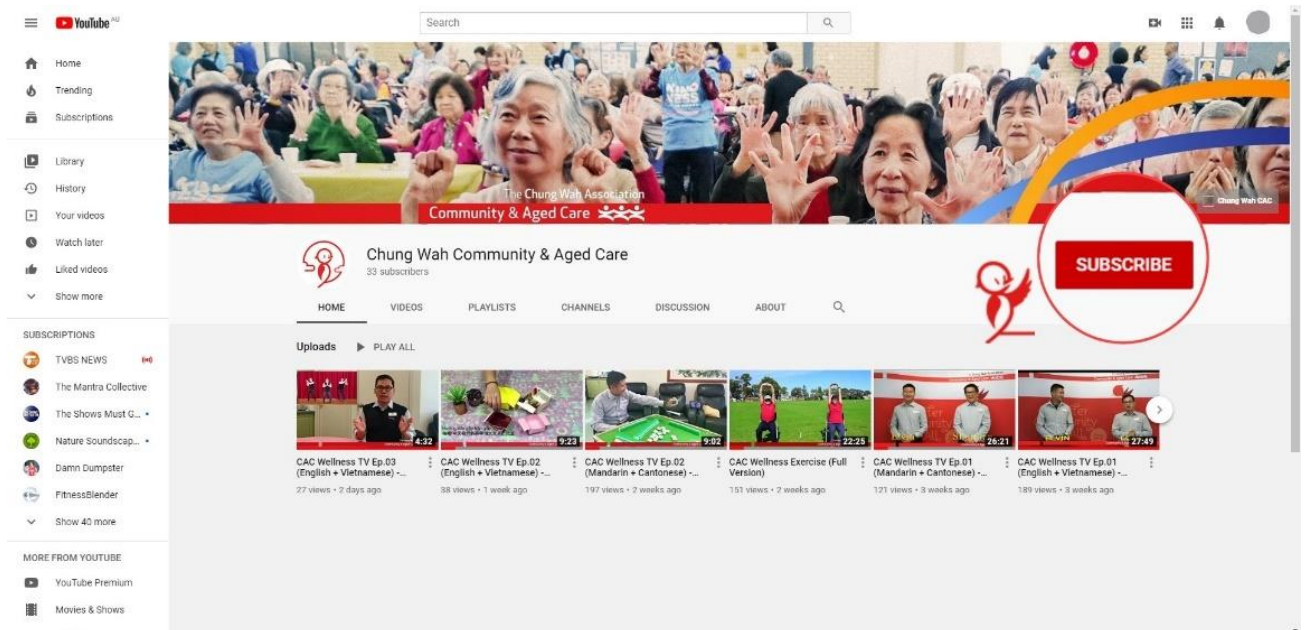 YouTube AU
Search
Home
Trending
Subscriptions
Library
History
Your videos
Watch later
Liked videos
Show more
SUBSCRIPTIONS
TVBS NEWS
The Mantra Collective
The Shows Must G...
Nature Soundscap...
Damn Dumpster
FitnessBlender
Show 40 more
MORE FROM YOUTUBE
YouTube Premium
Movies & Shows
The Chung Wah Association
Community & Aged Care
Chung Wah CAC
Chung Wah Community & Aged Care
33 subscribers
SUBSCRIBE
HOME VIDEOS PLAYLISTS CHANNELS DISCUSSION ABOUT
Uploads PLAY ALL
4:32 9:23 9:02 22:25 26:21 27:49
CAC Wellness TV Ep.03
(English + Vietnamese) -...
27 views • 2 days ago
CAC Wellness TV Ep.02
(English + Vietnamese) -...
38 views • 1 week ago
CAC Wellness TV Ep.02
(Mandarin + Cantonese) -...
197 views • 2 weeks ago
CAC Wellness Exercise (Full
Version)
151 views • 2 weeks ago
CAC Wellness TV Ep.01
(Mandarin + Cantonese) -...
121 views • 3 weeks ago
CAC Wellness TV Ep.01
(English + Vietnamese) -...
189 views • 3 weeks ago